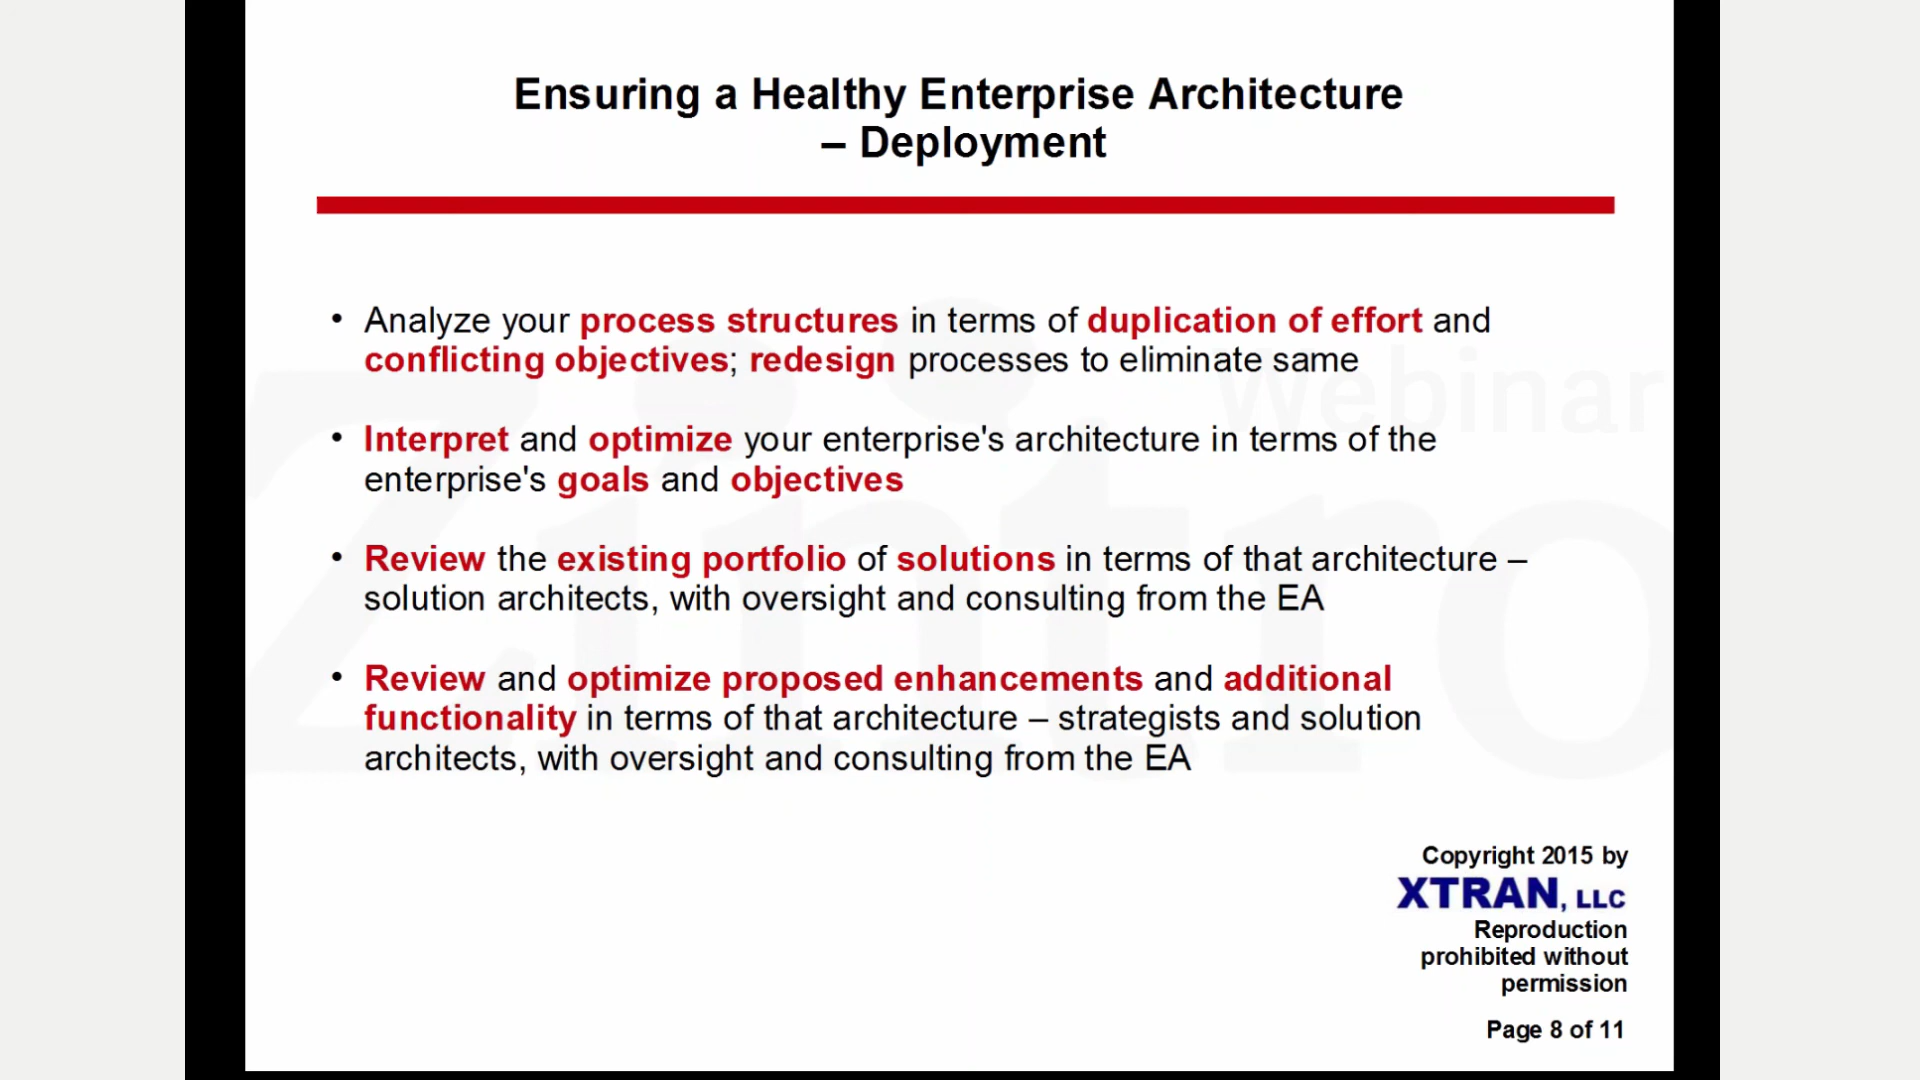 Ensuring a Healthy Enterprise Architecture
– Deployment
• Analyze your process structures in terms of duplication of effort and
conflicting objectives; redesign processes to eliminate same
• Interpret and optimize your enterprise's architecture in terms of the
enterprise's goals and objectives
• Review the existing portfolio of solutions in terms of that architecture –
solution architects, with oversight and consulting from the EA
• Review and optimize proposed enhancements and additional
functionality in terms of that architecture – strategists and solution
architects, with oversight and consulting from the EA
Webinar
Zintro
Copyright 2015 by
XTRAN, LLC
Reproduction
prohibited without
permission
Page 8 of 11